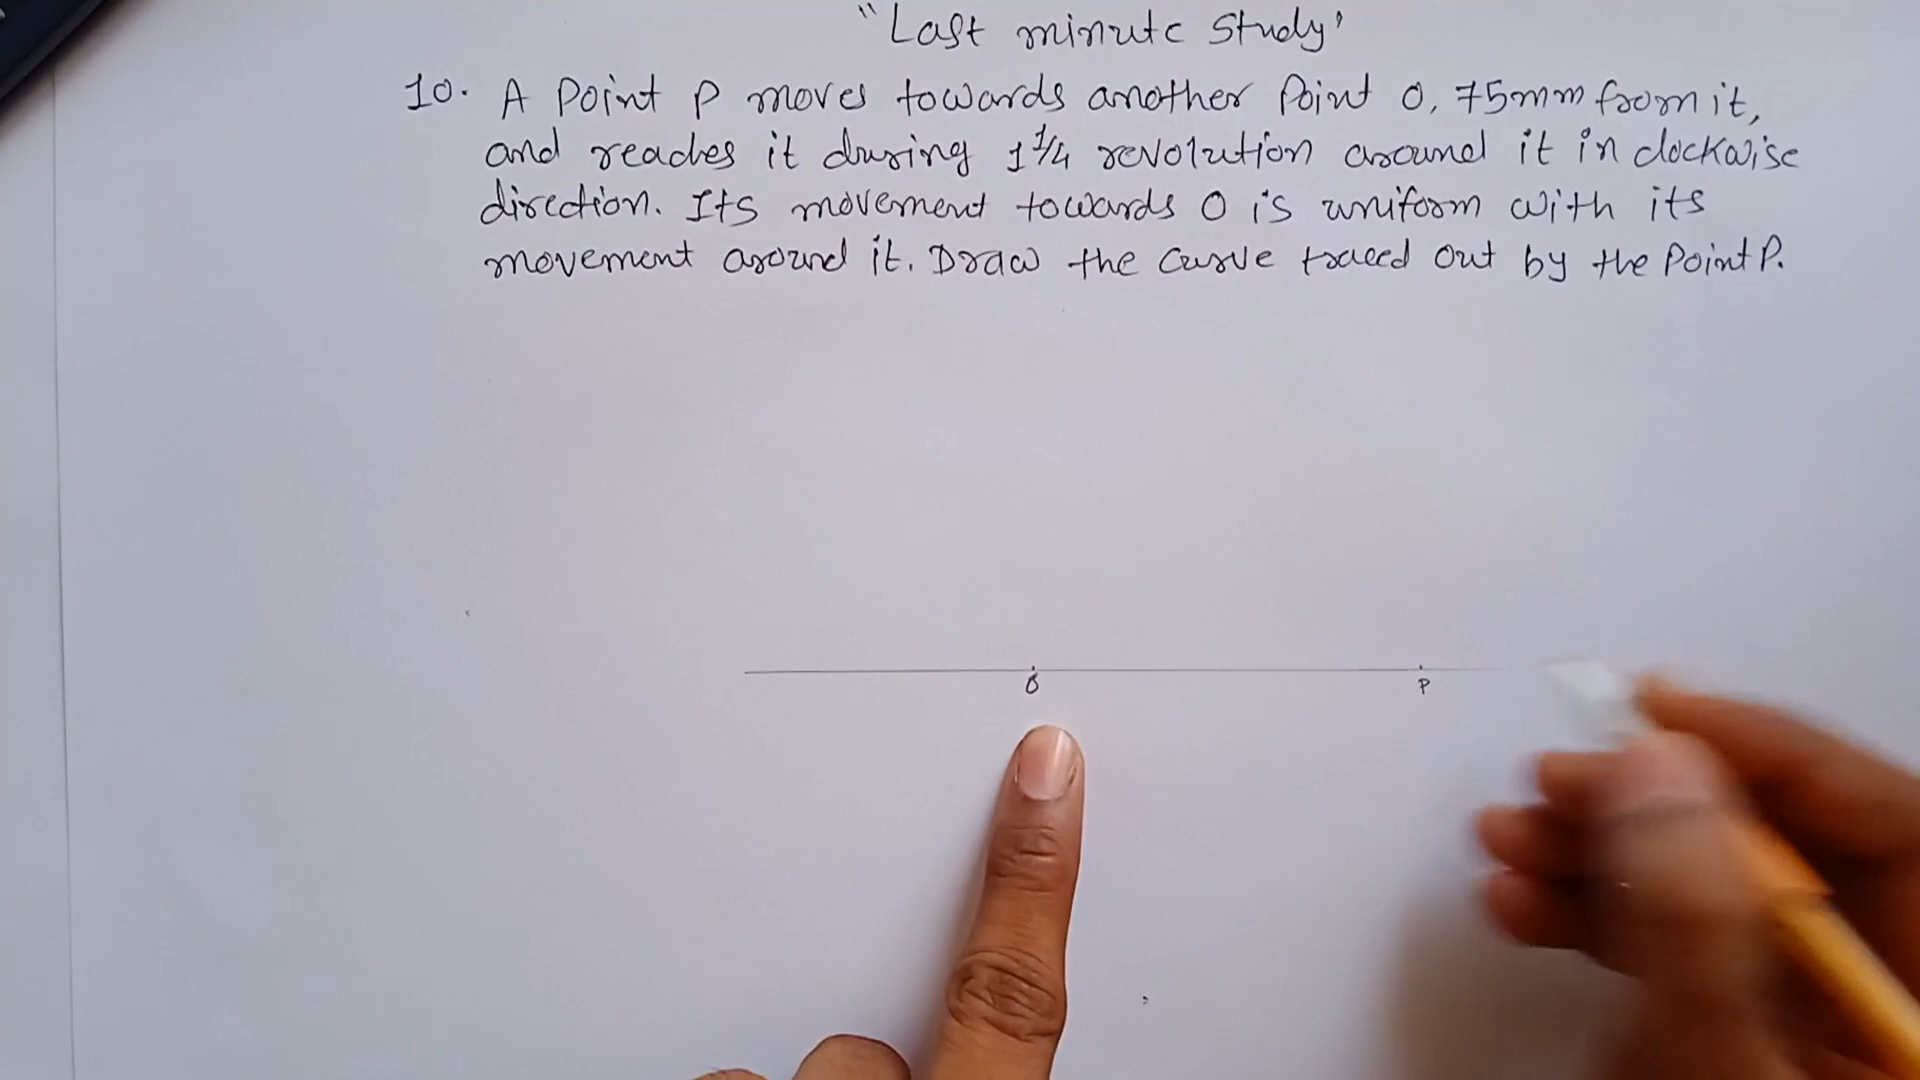 "Last minute study'
10. A Point P moves towards another Point O, 75mm from it,
and reaches it during 1 1/4 revolution around it in clockwise
direction. Its movement towards O is uniform with its
movement around it. Draw the curve traced out by the Point P.
O P